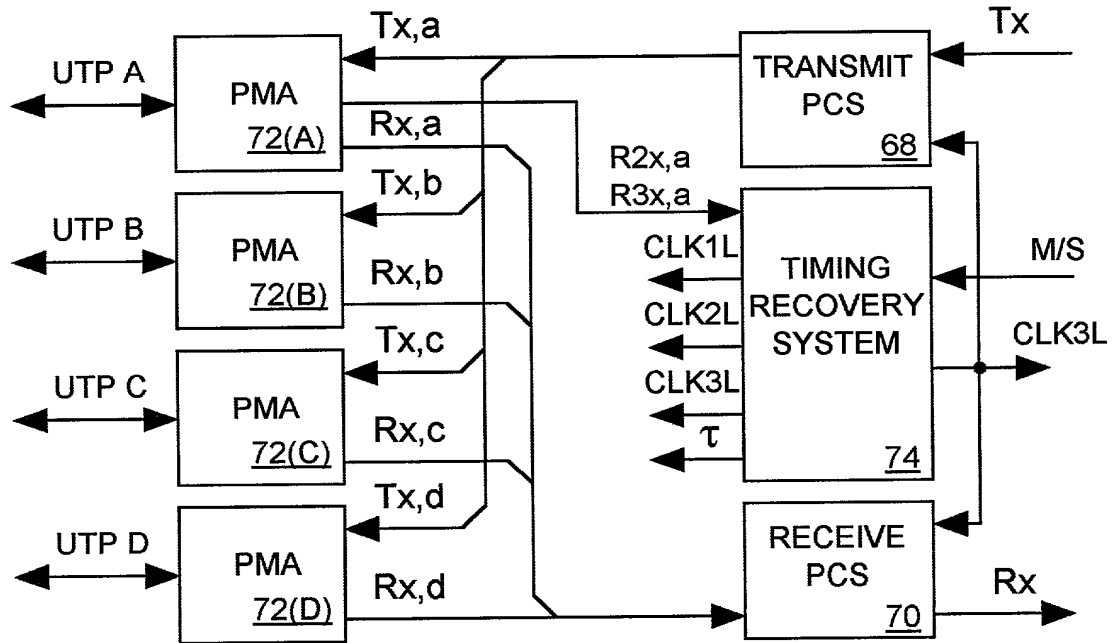 UTP A
PMA
72(A)
Tx,a
Rx,a
UTP B
PMA
72(B)
Tx,b
Rx,b
UTP C
PMA
72(C)
Tx,c
Rx,c
UTP D
PMA
72(D)
Tx,d
Rx,d
TRANSMIT
PCS
68
Tx
R2x,a
R3x,a
CLK1L
CLK2L
CLK3L
τ
TIMING
RECOVERY
SYSTEM
74
M/S
CLK3L
RECEIVE
PCS
70
Rx